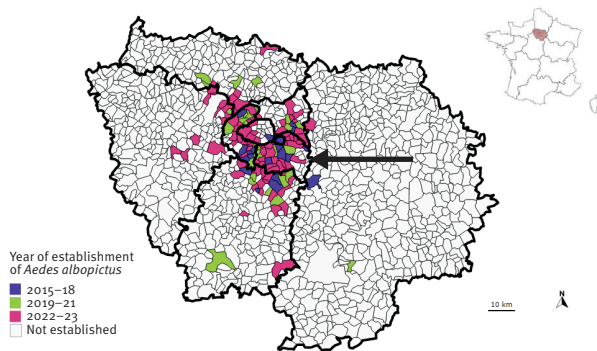 Year of establishment
of Aedes albopictus
2015–18
2019–21
2022–23
Not established
10 km
N